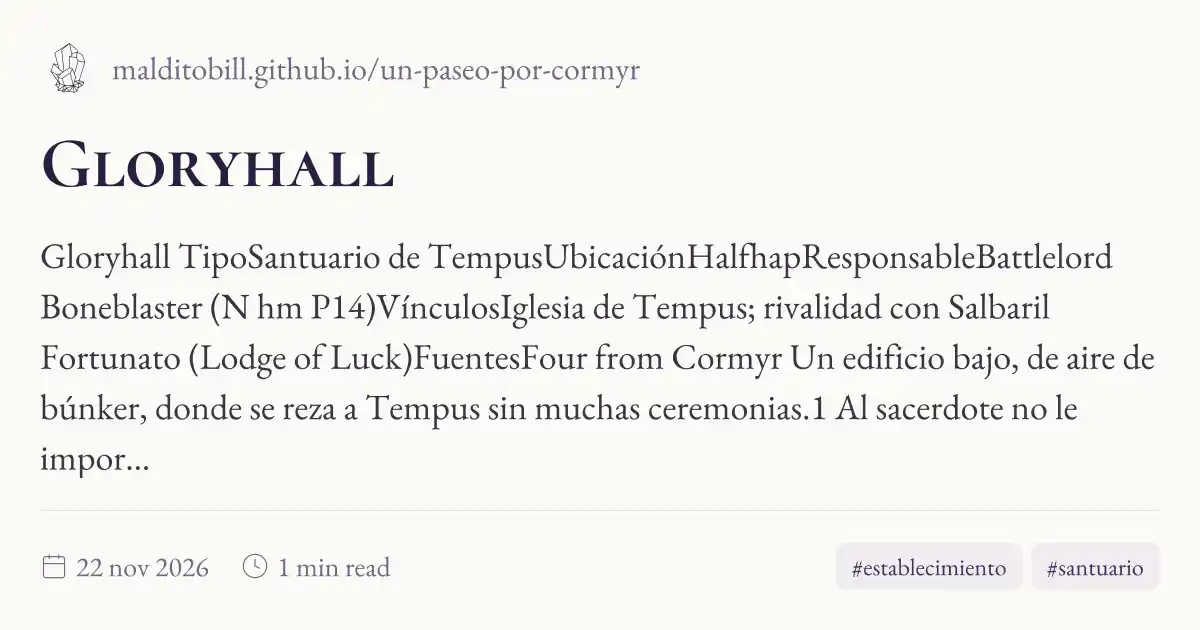 malditobill.github.io/un-paseo-por-cormyr
Gloryhall
Gloryhall TipoSantuario de TempusUbicaciónHalfhapResponsableBattlelord
Boneblaster (N hm P14)VínculosIglesia de Tempus; rivalidad con Salbaril
Fortunato (Lodge of Luck)FuentesFour from Cormyr Un edificio bajo, de aire de
búnker, donde se reza a Tempus sin muchas ceremonias.1 Al sacerdote no le
impor...
22 nov 2026
1 min read
#establecimiento
#santuario